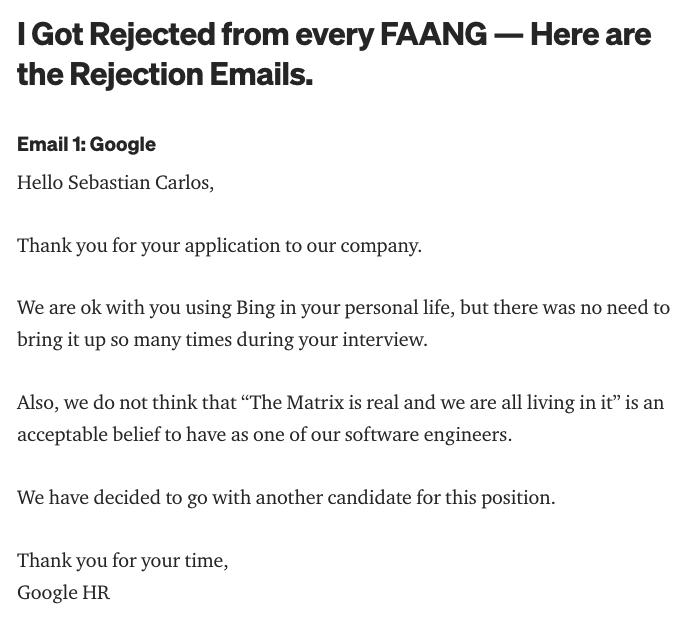 I Got Rejected from every FAANG — Here are
the Rejection Emails.
Email 1: Google
Hello Sebastian Carlos,
Thank you for your application to our company.
We are ok with you using Bing in your personal life, but there was no need to
bring it up so many times during your interview.
Also, we do not think that “The Matrix is real and we are all living in it” is an
acceptable belief to have as one of our software engineers.
We have decided to go with another candidate for this position.
Thank you for your time,
Google HR